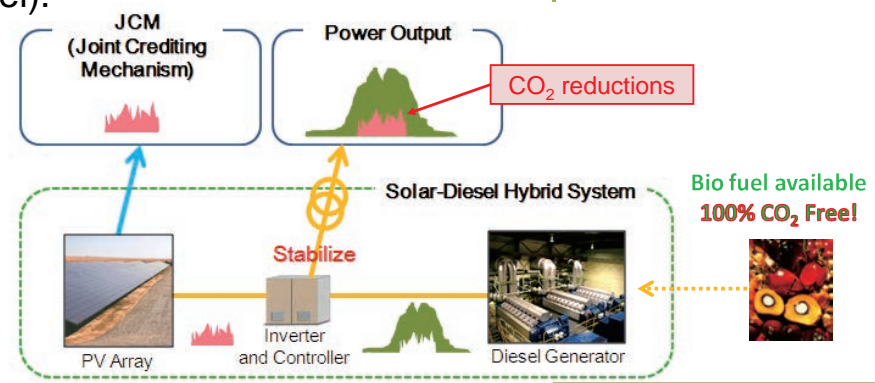 el).
JCM
(Joint Crediting
Mechanism)
Power Output
CO₂ reductions
Solar-Diesel Hybrid System
Bio fuel available
100% CO₂ Free!
Stabilize
PV Array
Inverter
and Controller
Diesel Generator